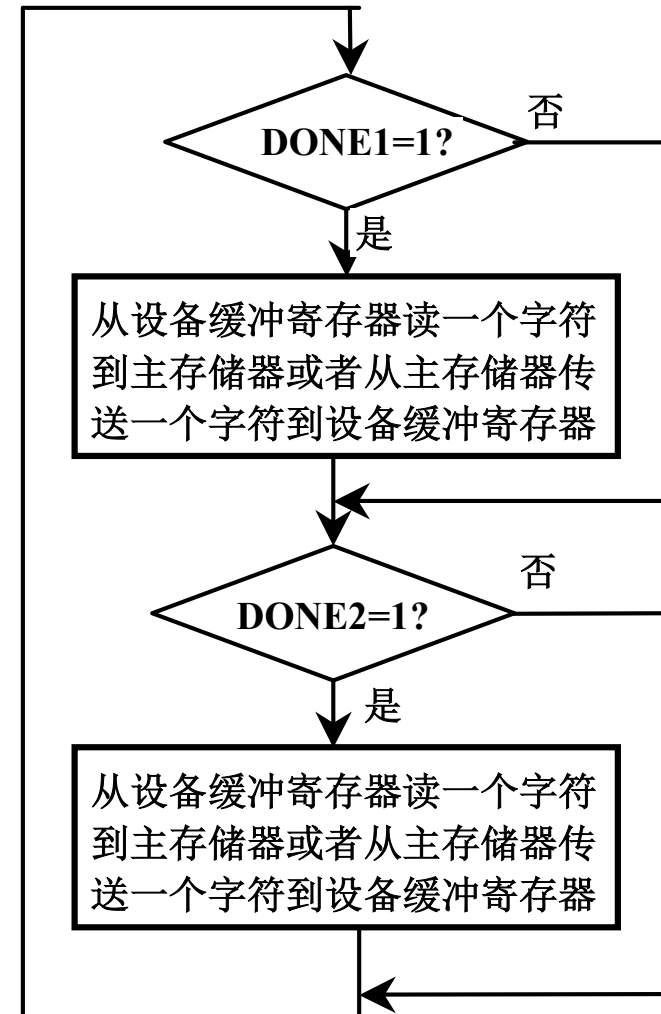 DONE1=1?
否
是
从设备缓冲寄存器读一个字符
到主存储器或者从主存储器传
送一个字符到设备缓冲寄存器
否
DONE2=1?
是
从设备缓冲寄存器读一个字符
到主存储器或者从主存储器传
送一个字符到设备缓冲寄存器